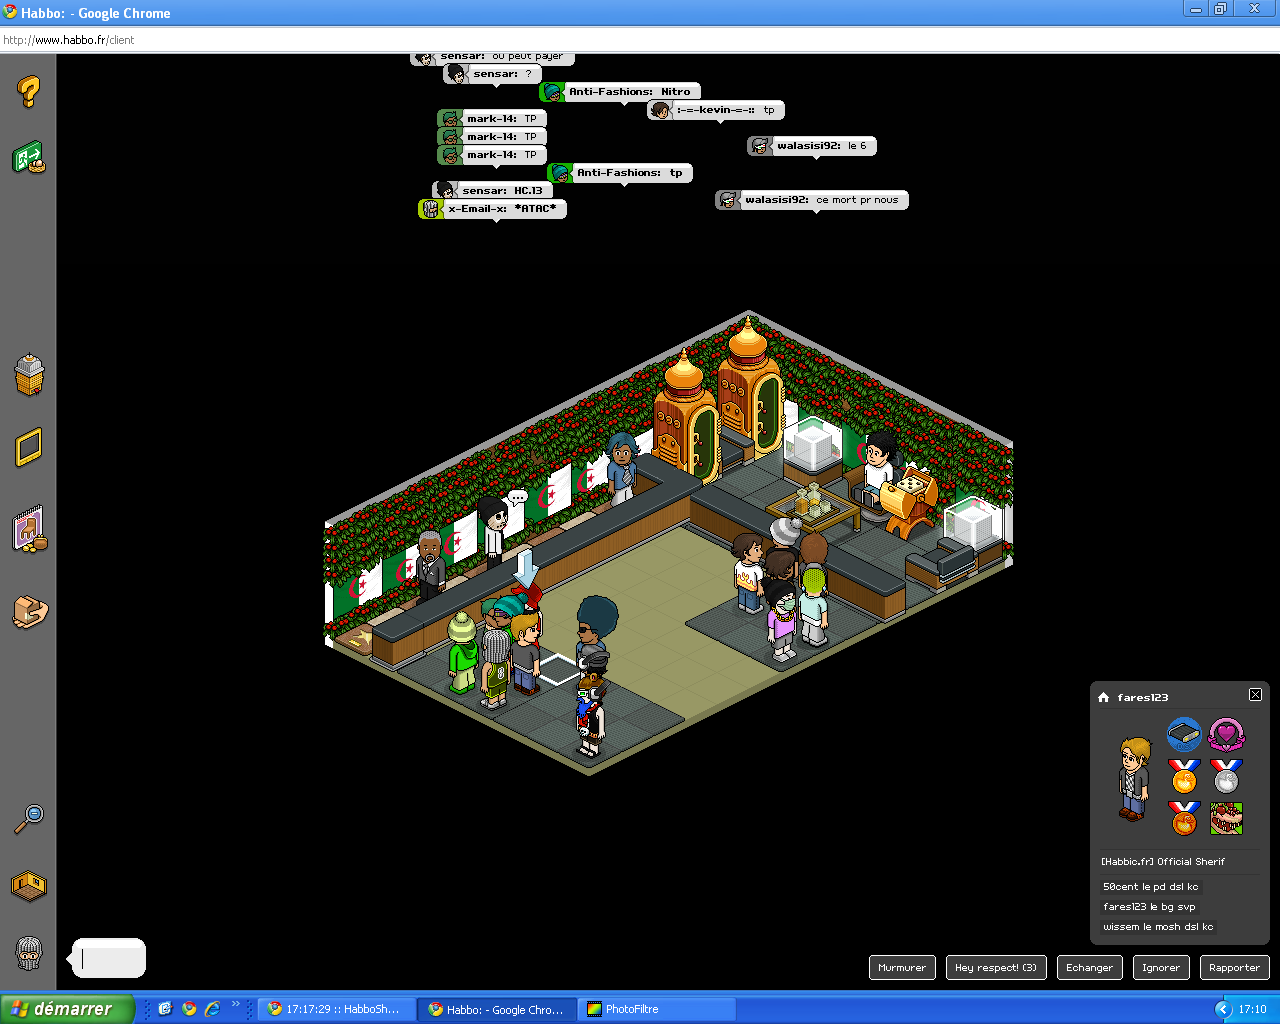 Habbo: - Google Chrome
http://www.habbo.fr/client
sensar: ou peut payer
sensar: ?
Anti-Fashions: Nitro
:-=-kevin-=-:: tp
mark-14: TP
mark-14: TP
walasisi92: le 6
mark-14: TP
Anti-Fashions: tp
sensar: HC.13
walasisi92: ce mort pr nous
x-Email-x: *ATAC*
8
fares123
[Habbic.fr] Official Sherif
50cent le pd dsl kc
fares123 le bg svp
wissem le mosh dsl kc
Murmurer
Hey respect! (3)
Echanger
Ignorer
Rapporter
démarrer
17:17:29 :: HabboSh...
Habbo: - Google Chro...
PhotoFiltre
17:10